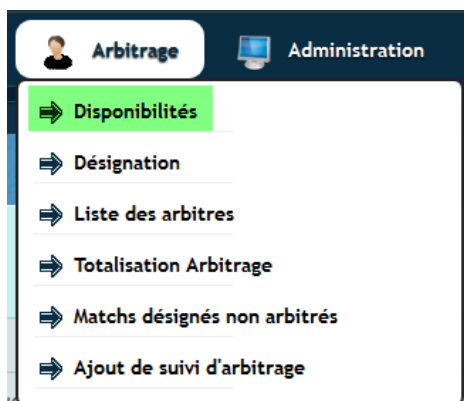 Arbitrage Administration
Disponibilités
Désignation
Liste des arbitres
Totalisation Arbitrage
Matchs désignés non arbitrés
Ajout de suivi d'arbitrage